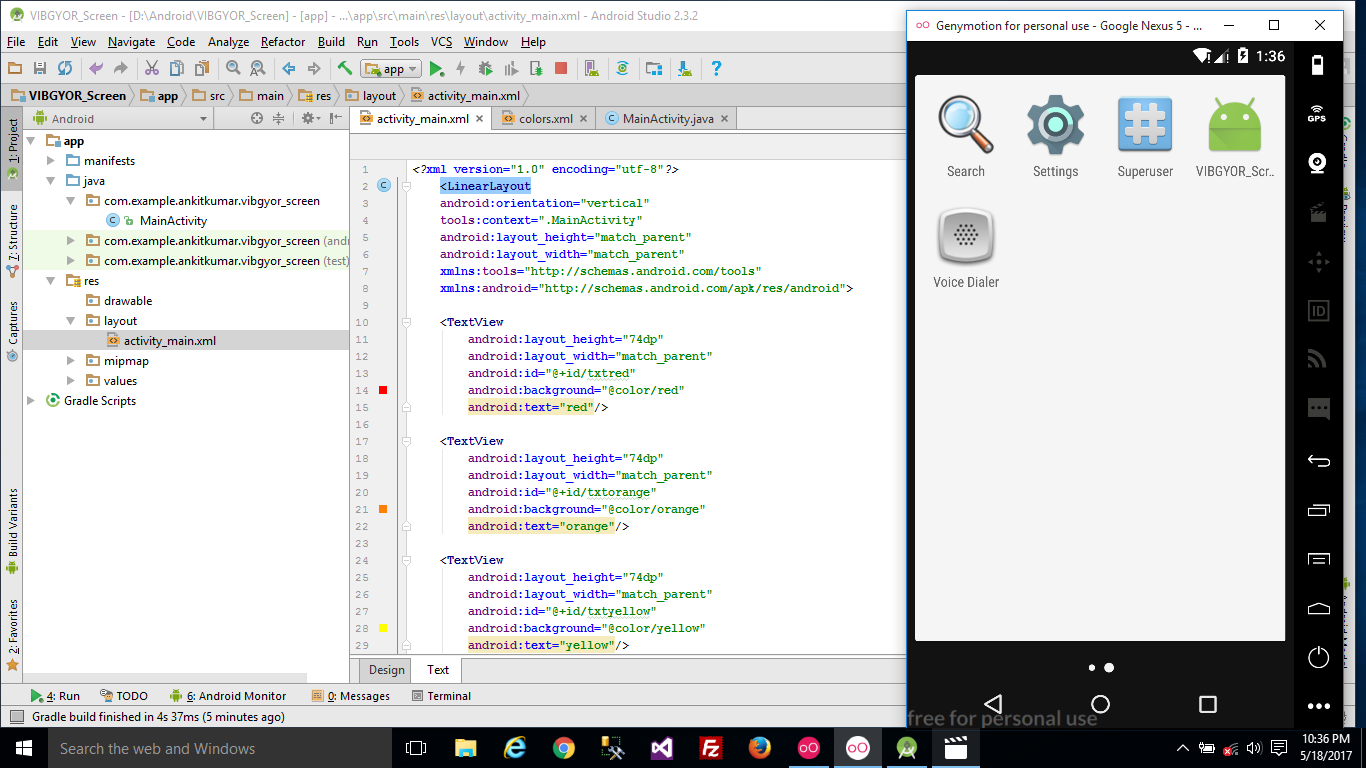 VIBGYOR_Screen - [D:\Android\VIBGYOR_Screen] - [app] - ...\app\src\main\res\layout\activity_main.xml - Android Studio 2.3.2
File Edit View Navigate Code Analyze Refactor Build Run Tools VCS Window Help
app
VIBGYOR_Screen app src main res layout activity_main.xml
1: Project
7: Structure
Captures
Build Variants
2: Favorites
Android
app
manifests
java
com.example.ankitkumar.vibgyor_screen
MainActivity
com.example.ankitkumar.vibgyor_screen (andr
com.example.ankitkumar.vibgyor_screen (test)
res
drawable
layout
activity_main.xml
mipmap
values
Gradle Scripts
activity_main.xml colors.xml MainActivity.java
1 <?xml version="1.0" encoding="utf-8"?>
2 <LinearLayout
3 android:orientation="vertical"
4 tools:context=".MainActivity"
5 android:layout_height="match_parent"
6 android:layout_width="match_parent"
7 xmlns:tools="http://schemas.android.com/tools"
8 xmlns:android="http://schemas.android.com/apk/res/android">
9
10 <TextView
11 android:layout_height="74dp"
12 android:layout_width="match_parent"
13 android:id="@+id/txtred"
14 android:background="@color/red"
15 android:text="red"/>
16
17 <TextView
18 android:layout_height="74dp"
19 android:layout_width="match_parent"
20 android:id="@+id/txtorange"
21 android:background="@color/orange"
22 android:text="orange"/>
23
24 <TextView
25 android:layout_height="74dp"
26 android:layout_width="match_parent"
27 android:id="@+id/txtyellow"
28 android:background="@color/yellow"
29 android:text="yellow"/>
Design Text
4: Run TODO 6: Android Monitor 0: Messages Terminal
Gradle build finished in 4s 37ms (5 minutes ago)
Genymotion for personal use - Google Nexus 5 - ...
1:36
Search Settings Superuser VIBGYOR_Scr..
Voice Dialer
GPS
ID
free for personal use
Search the web and Windows
10:36 PM
5/18/2017